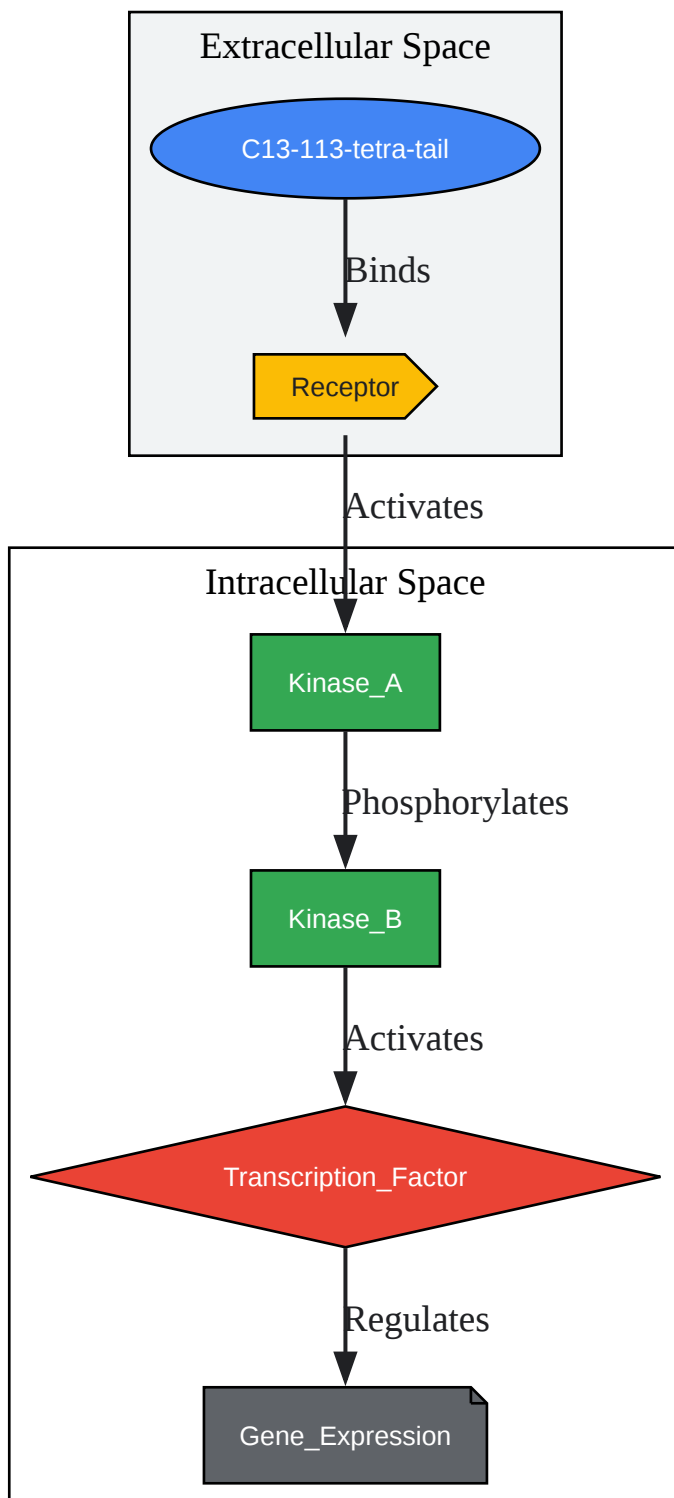 Extracellular Space
C13-113-tetra-tail
Binds
Receptor
Activates
Intracellular Space
Kinase_A
Phosphorylates
Kinase_B
Activates
Transcription_Factor
Regulates
Gene_Expression